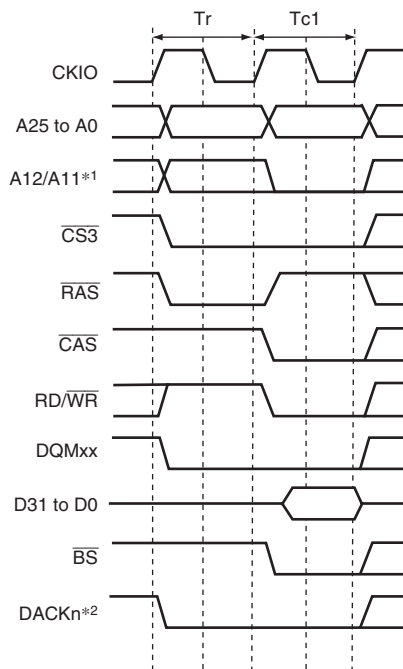 Tr Tc1
CKIO
A25 to A0
A12/A11*1
CS3
RAS
CAS
RD/WR
DQMxx
D31 to D0
BS
DACKn*2